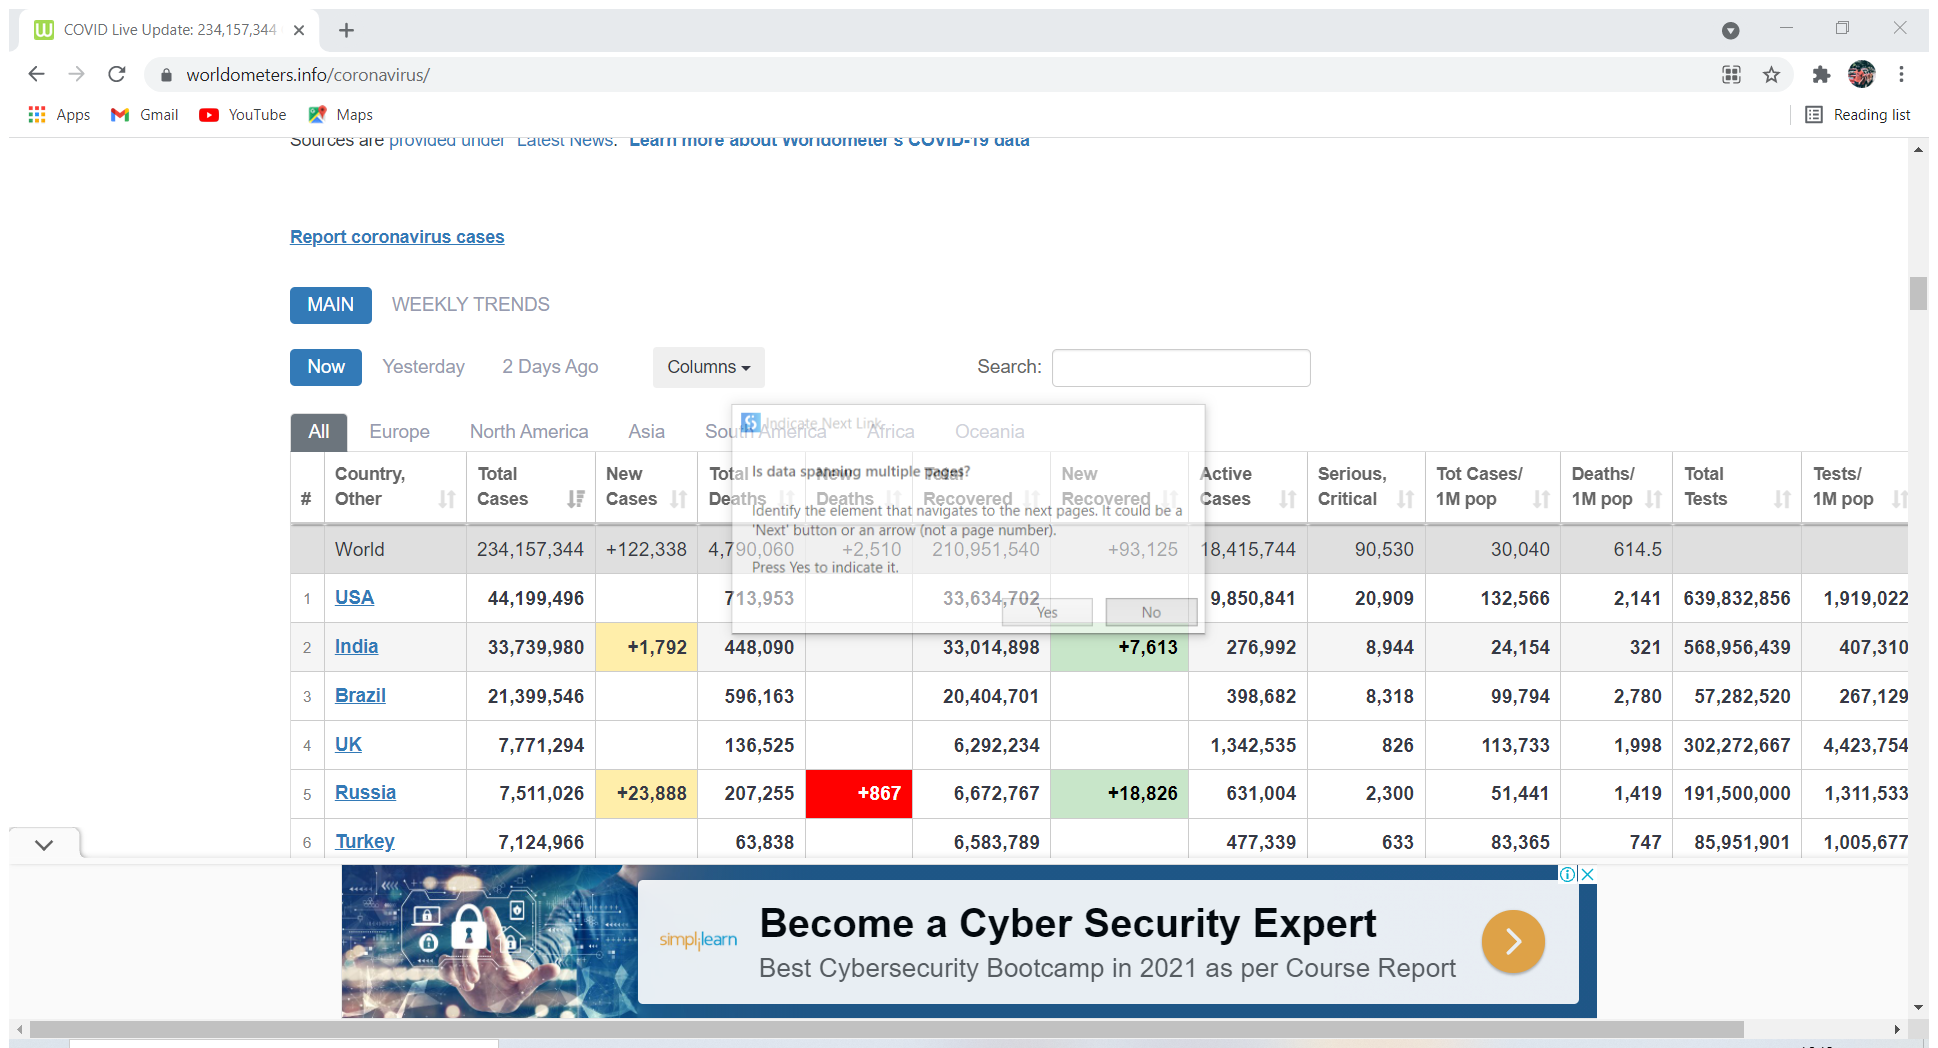 COVID Live Update: 234,157,344
worldometers.info/coronavirus/
Apps Gmail YouTube Maps Reading list
Sources are provided under "Latest News." Learn more about Worldometer's COVID-19 data
Report coronavirus cases
MAIN WEEKLY TRENDS
Now Yesterday 2 Days Ago Columns Search:
All Europe North America Asia South America Africa Oceania
Indicate Next Link
Is data spanning multiple pages?
Identify the element that navigates to the next pages. It could be a
'Next' button or an arrow (not a page number).
Press Yes to indicate it.
Yes No
# Country, Other Total Cases New Cases Total Deaths New Deaths Total Recovered New Recovered Active Cases Serious, Critical Tot Cases/ 1M pop Deaths/ 1M pop Total Tests Tests/ 1M pop
World 234,157,344 +122,338 4,790,060 +2,510 210,951,540 +93,125 18,415,744 90,530 30,040 614.5
1 USA 44,199,496 713,953 33,634,702 9,850,841 20,909 132,566 2,141 639,832,856 1,919,022
2 India 33,739,980 +1,792 448,090 33,014,898 +7,613 276,992 8,944 24,154 321 568,956,439 407,310
3 Brazil 21,399,546 596,163 20,404,701 398,682 8,318 99,794 2,780 57,282,520 267,129
4 UK 7,771,294 136,525 6,292,234 1,342,535 826 113,733 1,998 302,272,667 4,423,754
5 Russia 7,511,026 +23,888 207,255 +867 6,672,767 +18,826 631,004 2,300 51,441 1,419 191,500,000 1,311,533
6 Turkey 7,124,966 63,838 6,583,789 477,339 633 83,365 747 85,951,901 1,005,677
simplilearn
Become a Cyber Security Expert
Best Cybersecurity Bootcamp in 2021 as per Course Report